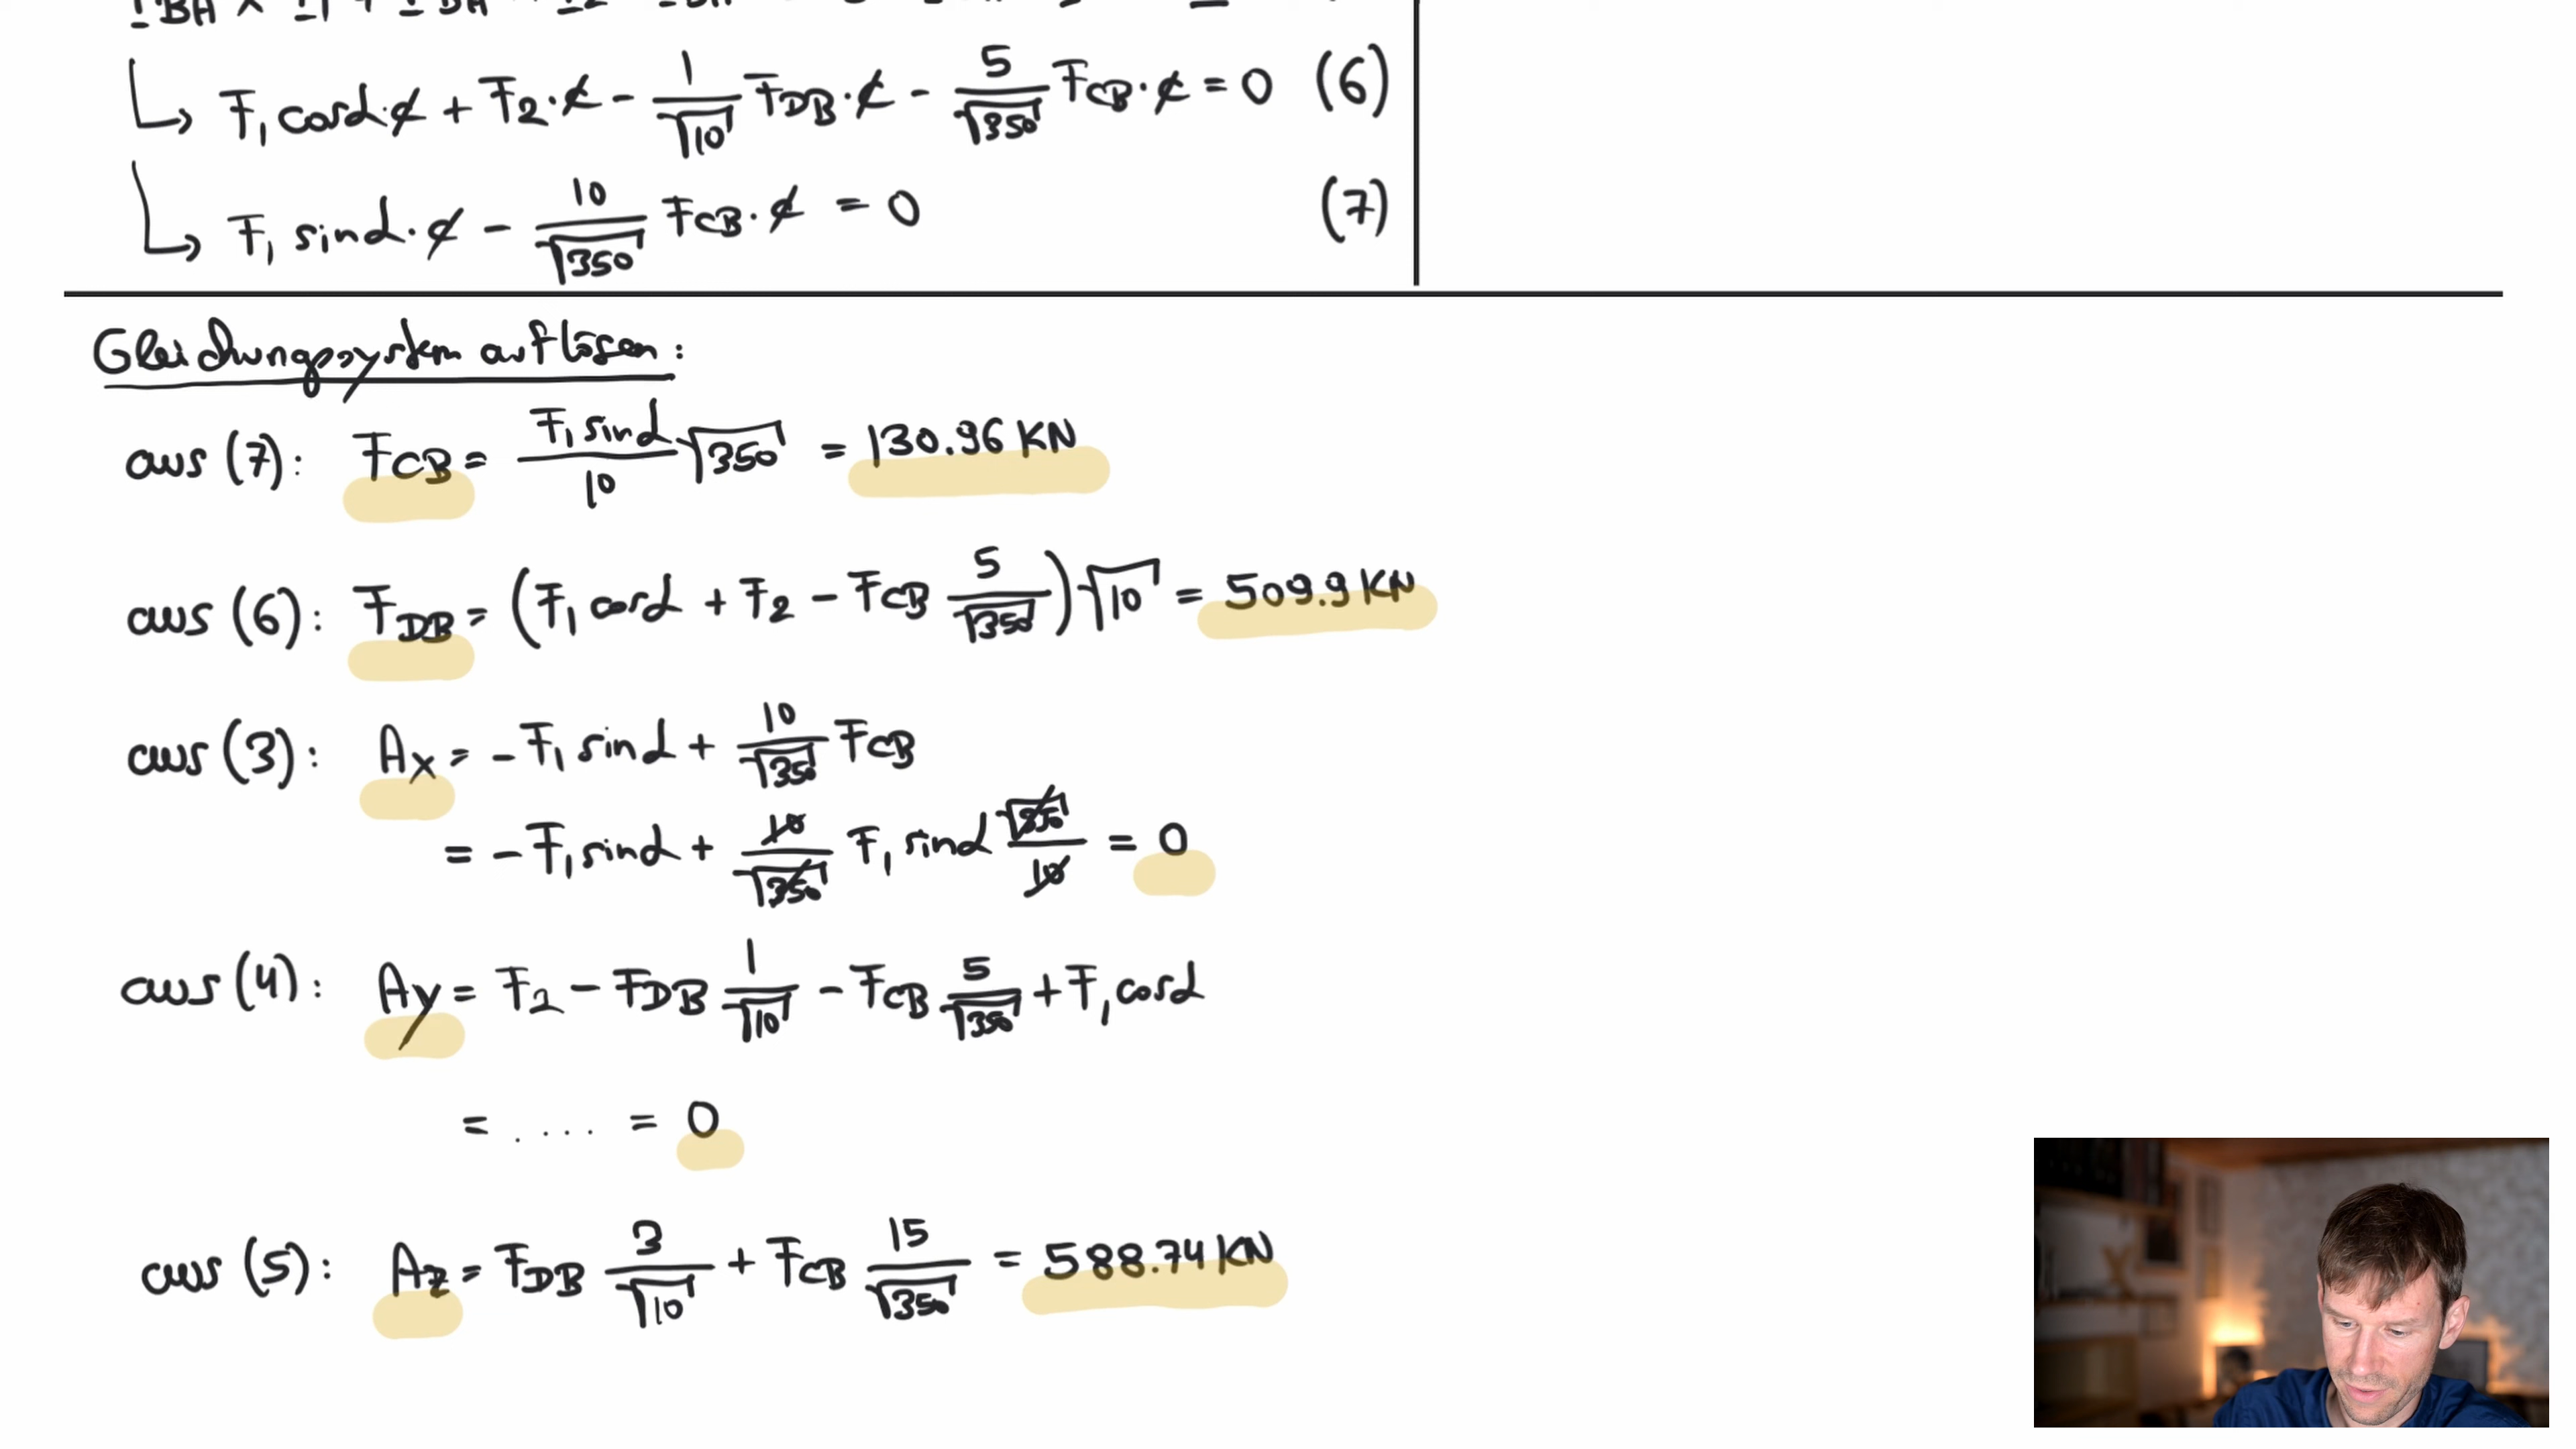 ↳ F₁ cosα·c + F₂·c - 1/√10 F_DB·c - 5/√350 F_CB·c = 0 (6)
↳ F₁ sinα·c - 10/√350 F_CB·c = 0 (7)
Gleichungssystem auflösen:
aus (7): F_CB = F₁ sinα/10 √350 = 130.96 KN
aus (6): F_DB = (F₁ cosα + F₂ - F_CB 5/√350) √10 = 509.9 KN
aus (3): Ax = -F₁ sinα + 10/√350 F_CB
= -F₁ sinα + 10/√350 F₁ sinα √350/10 = 0
aus (4): Ay = F₂ - F_DB 1/√10 - F_CB 5/√350 + F₁ cosα
= .... = 0
aus (5): Az = F_DB 3/√10 + F_CB 15/√350 = 588.74 KN